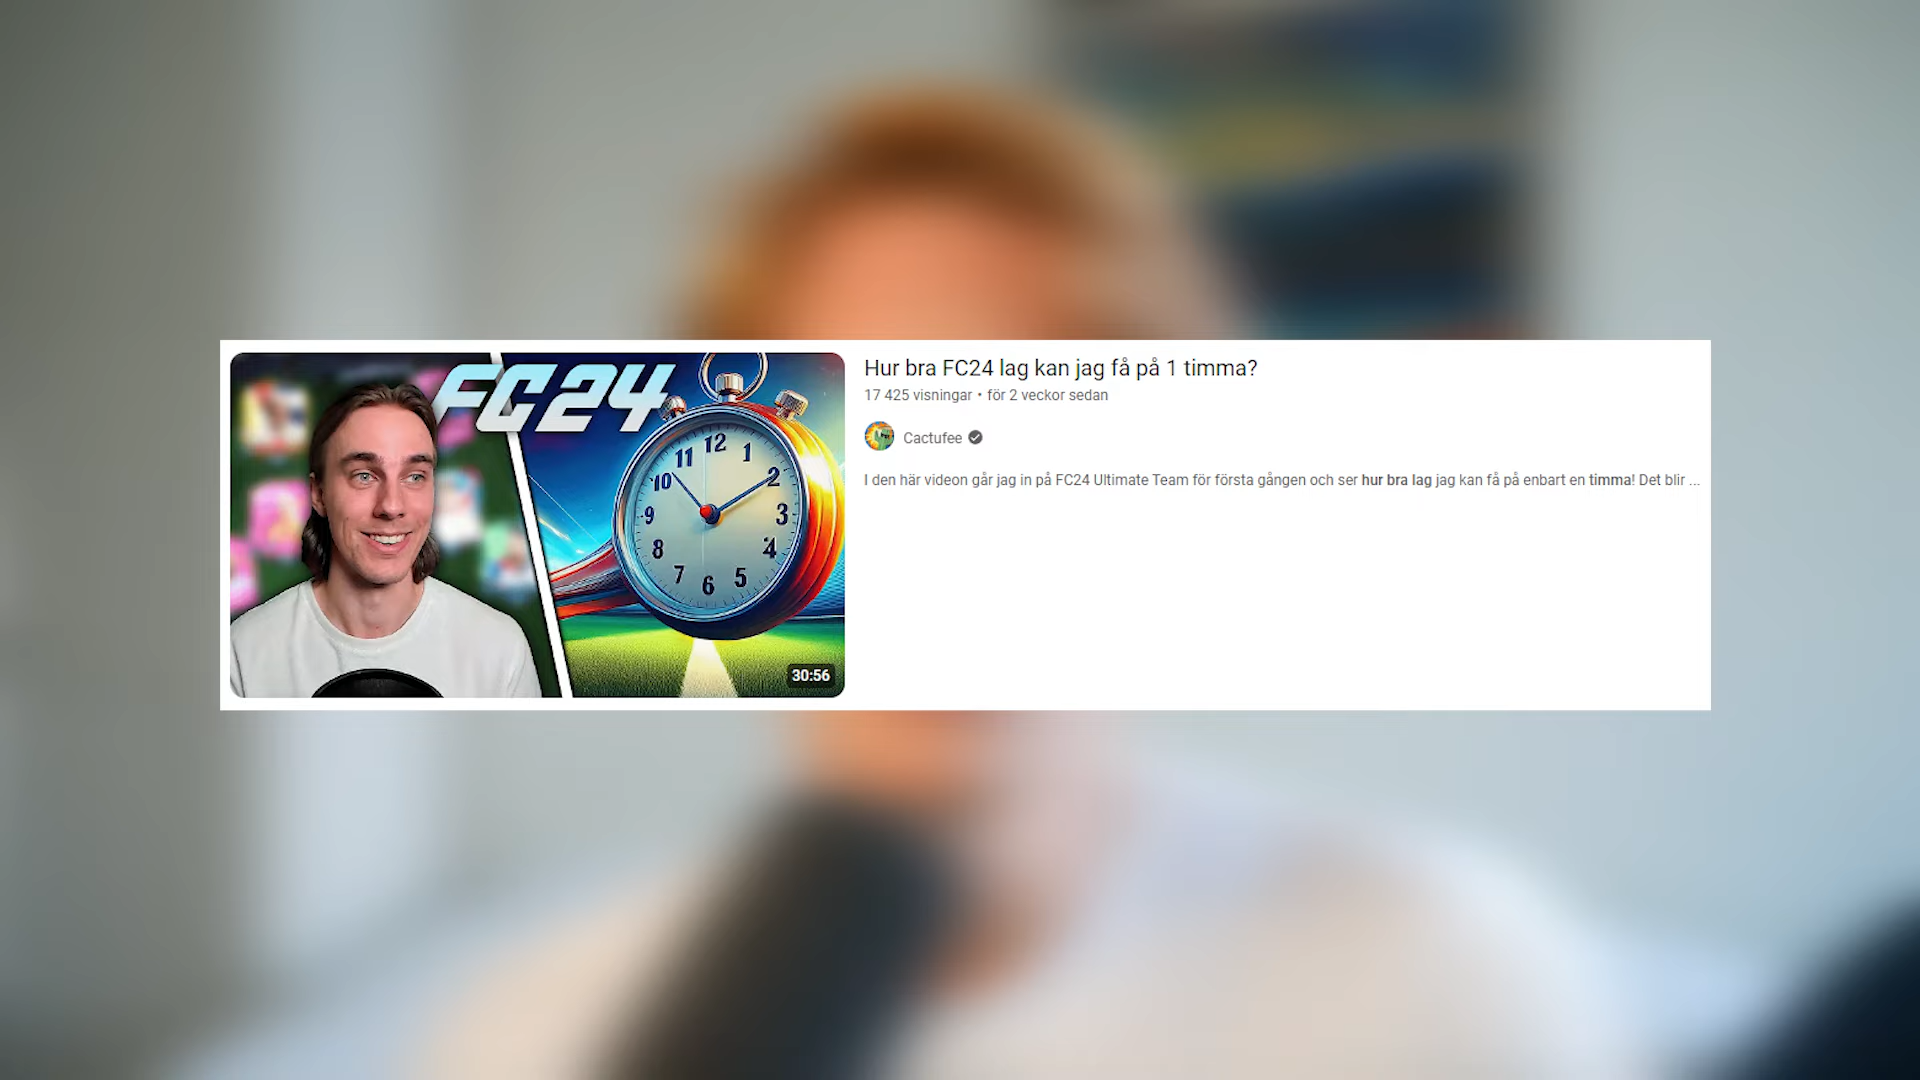 FC24
12
11
1
10
2
9
3
8
4
7
5
6
30:56
Hur bra FC24 lag kan jag få på 1 timma?
17 425 visningar • för 2 veckor sedan
Cactufee
I den här videon går jag in på FC24 Ultimate Team för första gången och ser hur bra lag jag kan få på enbart en timma! Det blir ...